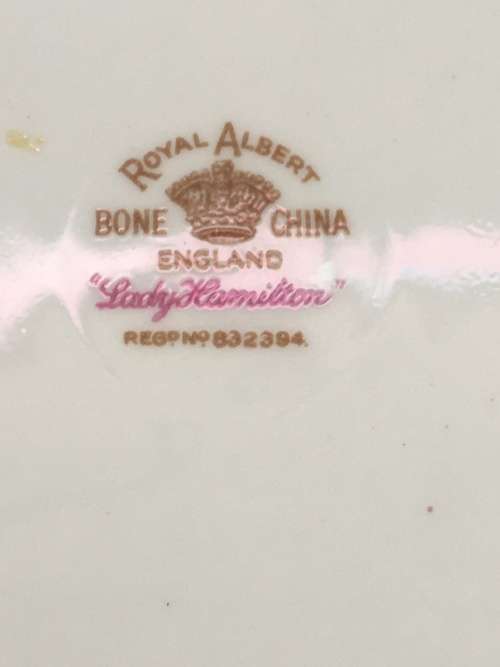 ROYAL ALBERT
BONE CHINA
ENGLAND
"Lady Hamilton"
REGD No 832394.